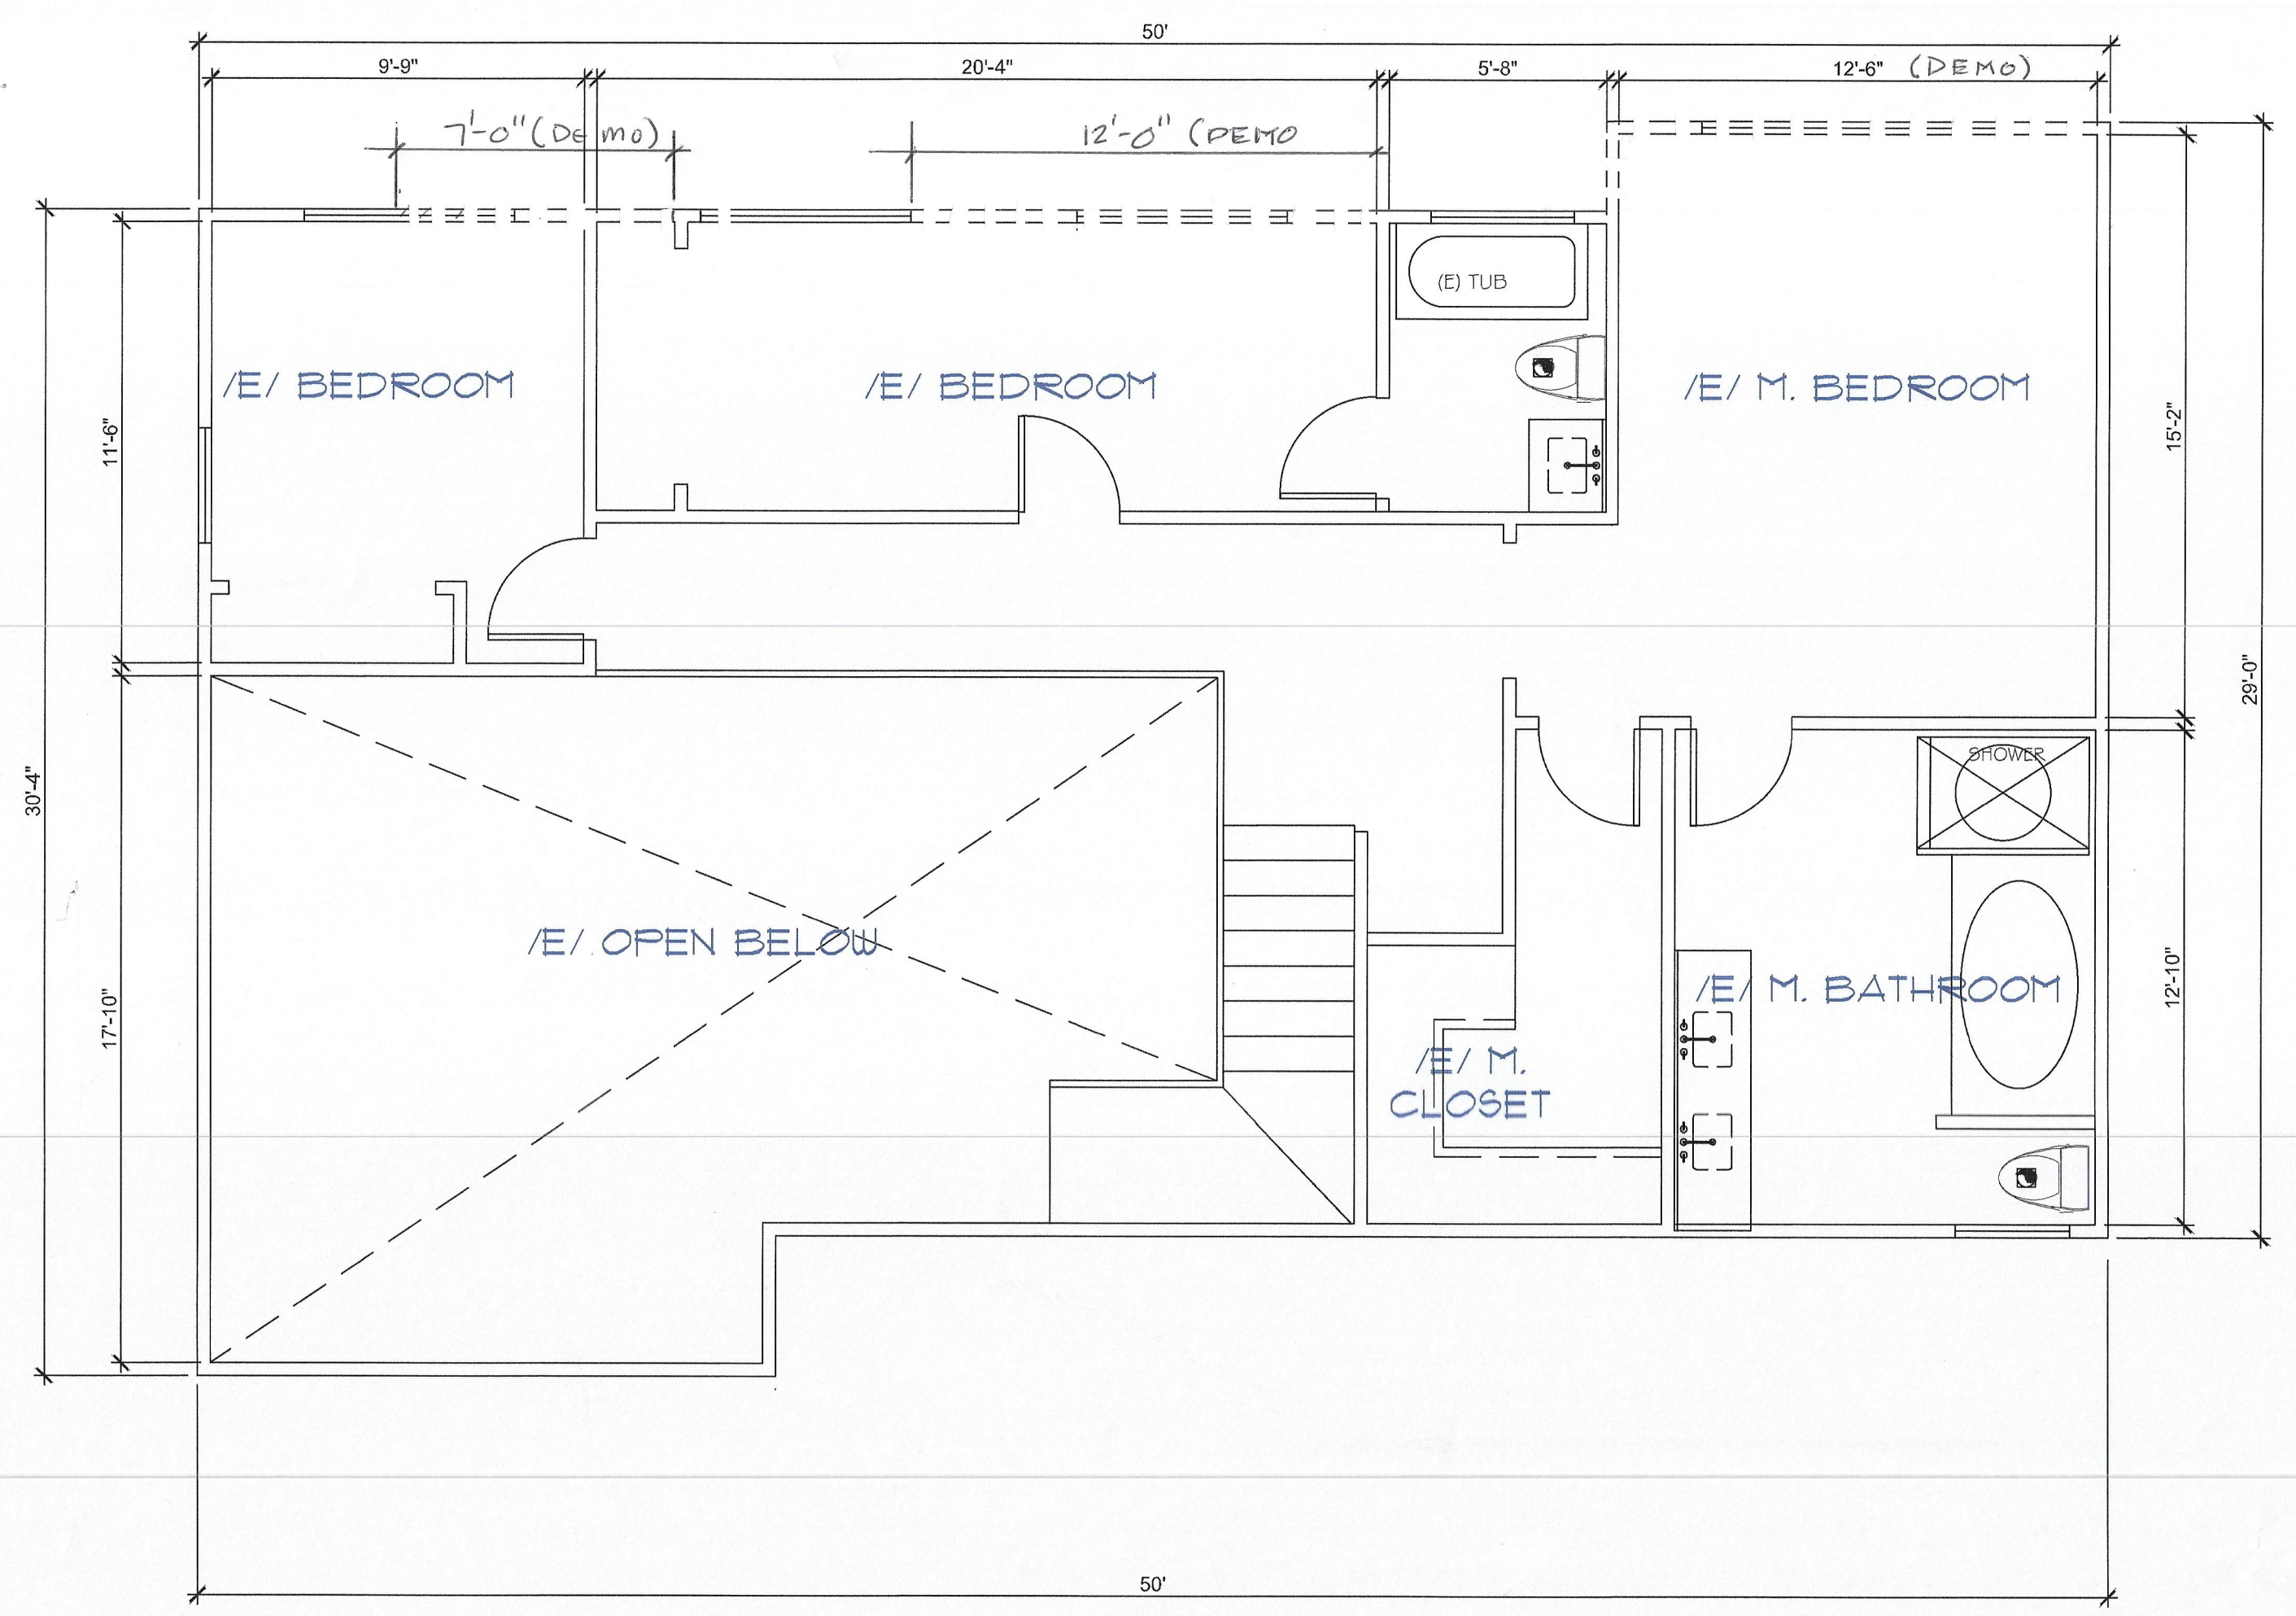 50'
9'-9"
20'-4"
5'-8"
12'-6" (DEMO)
7'-0" (DEMO)
12'-0" (DEMO
(E) TUB
/E/ BEDROOM
/E/ BEDROOM
/E/ M. BEDROOM
11'-6"
15'-2"
29'-0"
30'-4"
SHOWER
/E/ OPEN BELOW
/E/ M. BATHROOM
17'-10"
12'-10"
/E/ M.
CLOSET
50'